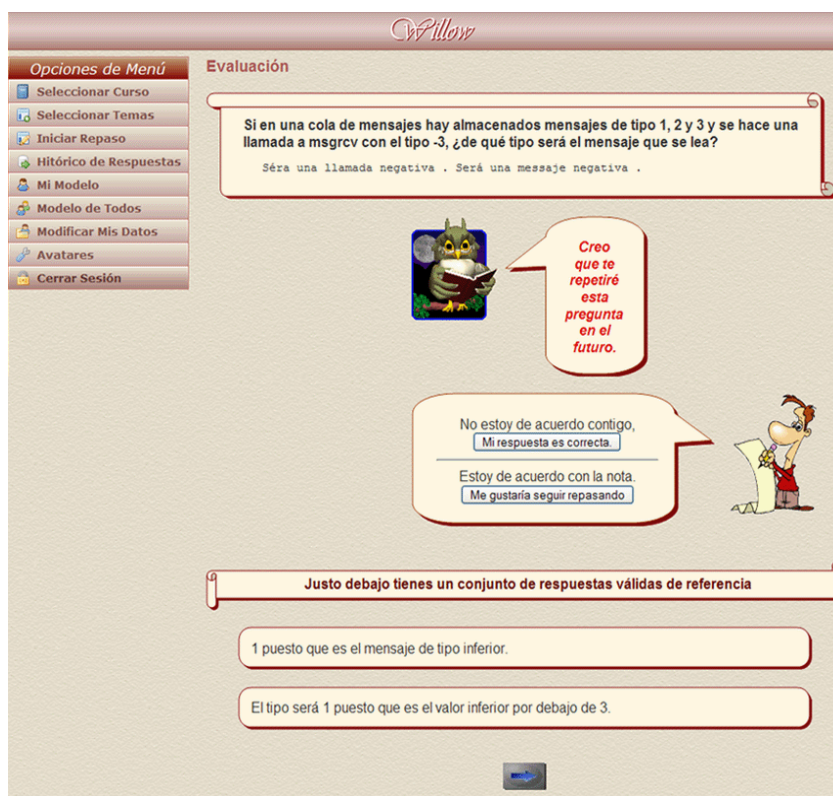 Willow
Opciones de Menú
Seleccionar Curso
Seleccionar Temas
Iniciar Repaso
Hitórico de Respuestas
Mi Modelo
Modelo de Todos
Modificar Mis Datos
Avatares
Cerrar Sesión
Evaluación
Si en una cola de mensajes hay almacenados mensajes de tipo 1, 2 y 3 y se hace una
llamada a msgrcv con el tipo -3, ¿de qué tipo será el mensaje que se lea?
Séra una llamada negativa . Será una messaje negativa .
Creo
que te
repetiré
esta
pregunta
en el
futuro.
No estoy de acuerdo contigo,
Mi respuesta es correcta.
Estoy de acuerdo con la nota.
Me gustaría seguir repasando
Justo debajo tienes un conjunto de respuestas válidas de referencia
1 puesto que es el mensaje de tipo inferior.
El tipo será 1 puesto que es el valor inferior por debajo de 3.